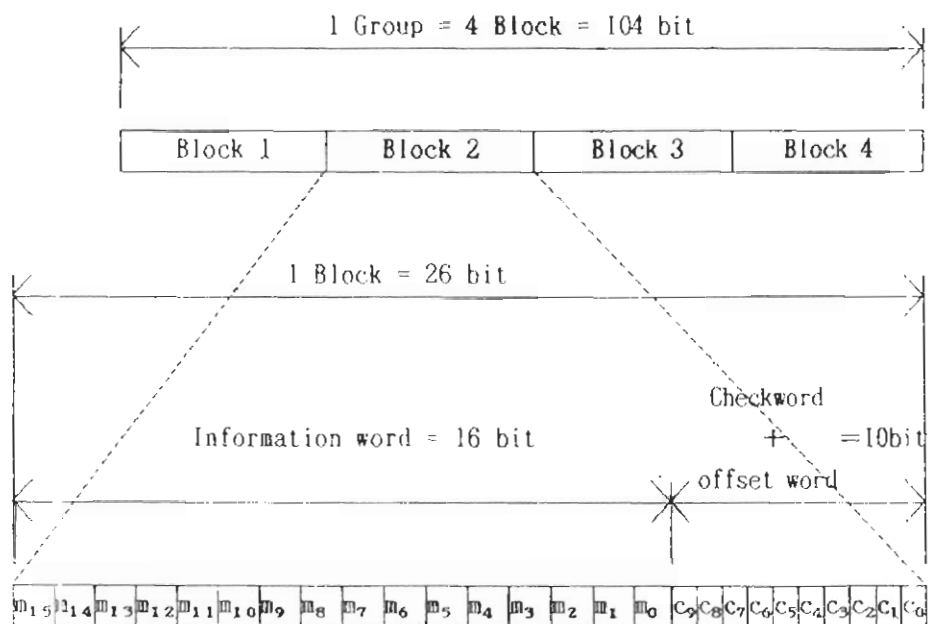 1 Group = 4 Block = 104 bit
Block 1 Block 2 Block 3 Block 4
1 Block = 26 bit
Checkword
Information word = 16 bit + =10bit
offset word
m15 m14 m13 m12 m11 m10 m9 m8 m7 m6 m5 m4 m3 m2 m1 m0 C9 C8 C7 C6 C5 C4 C3 C2 C1 C0